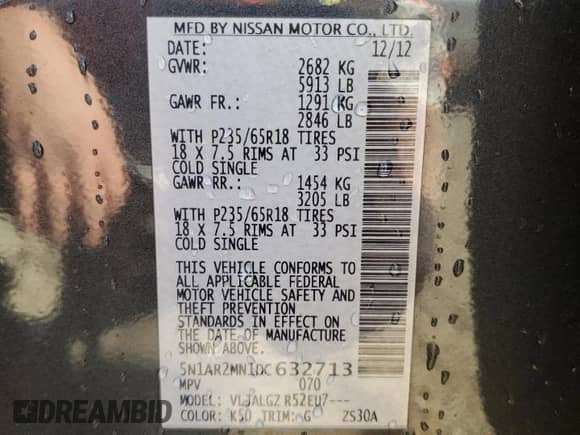 MFD BY NISSAN MOTOR CO., LTD.
DATE: 12/12
GVWR: 2682 KG
5913 LB
GAWR FR.: 1291 KG
2846 LB
WITH P235/65R18 TIRES
18 X 7.5 RIMS AT 33 PSI
COLD SINGLE
GAWR RR.: 1454 KG
3205 LB
WITH P235/65R18 TIRES
18 X 7.5 RIMS AT 33 PSI
COLD SINGLE
THIS VEHICLE CONFORMS TO
ALL APPLICABLE FEDERAL
MOTOR VEHICLE SAFETY AND
THEFT PREVENTION
STANDARDS IN EFFECT ON
THE DATE OF MANUFACTURE
SHOWN ABOVE.
5N1AR2MN1DC632713
MPV 070
MODEL: VLJALGZ R52EU7---
COLOR: K50 TRIM: G ZS30A
DREAMBID